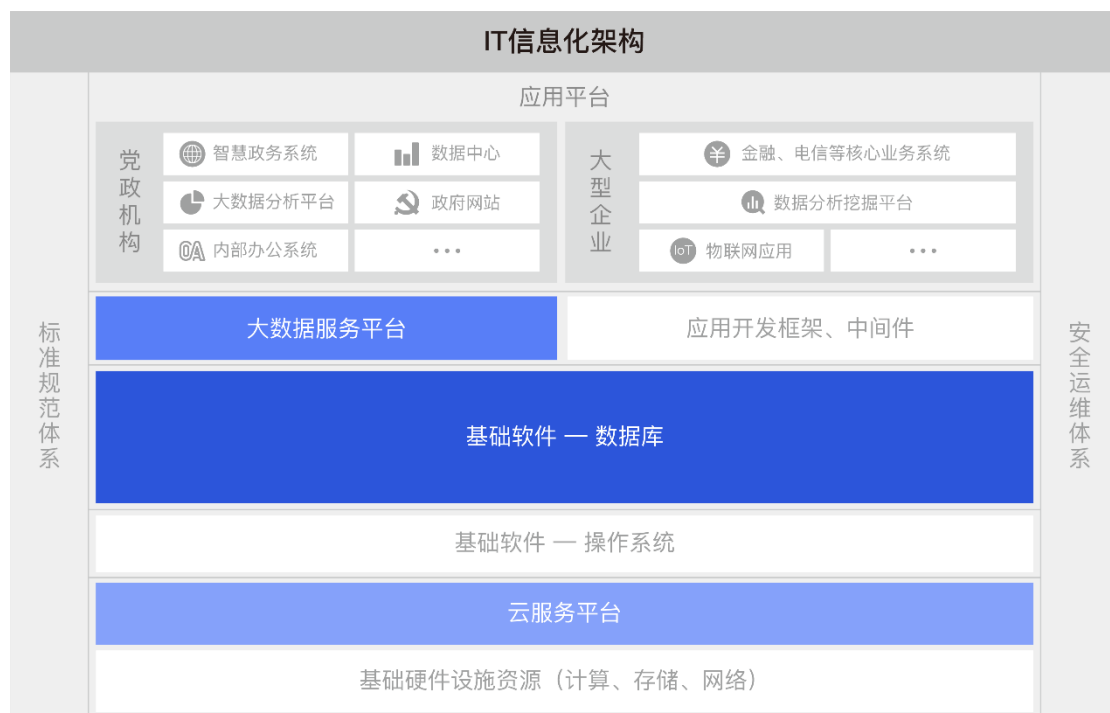 IT信息化架构
应用平台
党政机构
智慧政务系统
数据中心
大数据分析平台
政府网站
OA 内部办公系统
...
大型企业
金融、电信等核心业务系统
数据分析挖掘平台
IoT 物联网应用
...
大数据服务平台
应用开发框架、中间件
标准规范体系
安全运维体系
基础软件 — 数据库
基础软件 — 操作系统
云服务平台
基础硬件设施资源（计算、存储、网络）